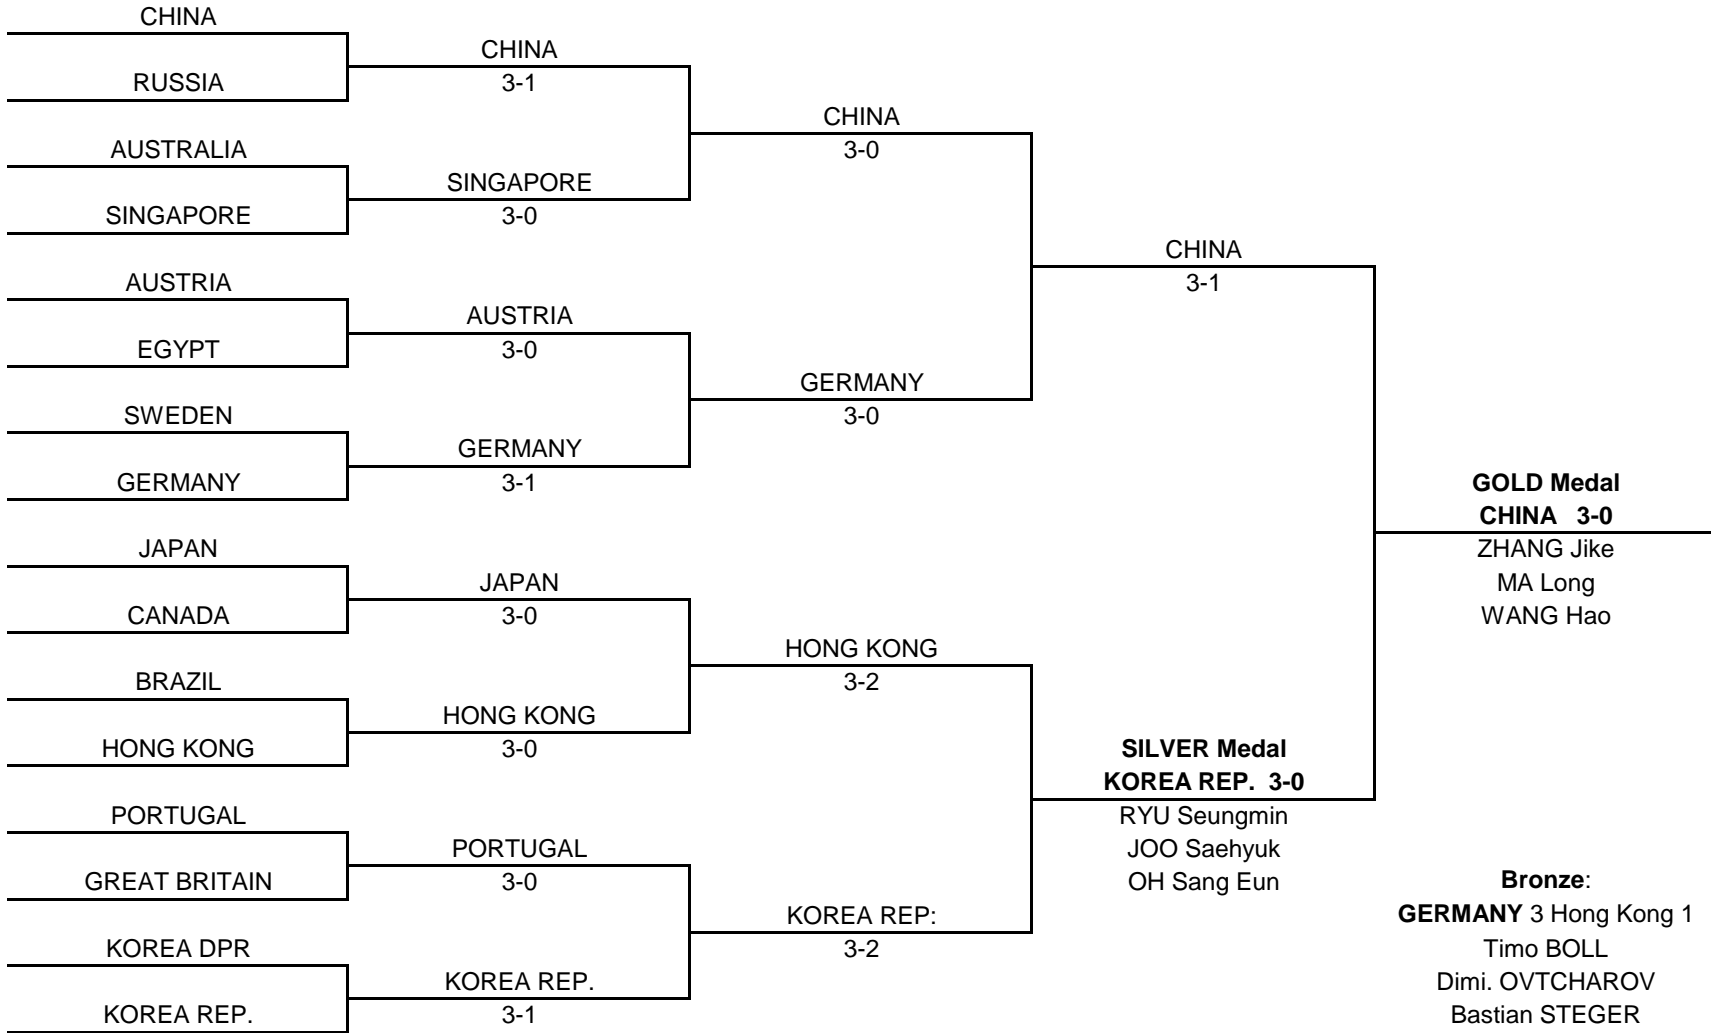 CHINA
RUSSIA
AUSTRALIA
SINGAPORE
AUSTRIA
EGYPT
SWEDEN
GERMANY
JAPAN
CANADA
BRAZIL
HONG KONG
PORTUGAL
GREAT BRITAIN
KOREA DPR
KOREA REP.
CHINA
3-1
SINGAPORE
3-0
AUSTRIA
3-0
GERMANY
3-1
JAPAN
3-0
HONG KONG
3-0
PORTUGAL
3-0
KOREA REP.
3-1
CHINA
3-0
GERMANY
3-0
HONG KONG
3-2
KOREA REP:
3-2
CHINA
3-1
SILVER Medal
KOREA REP. 3-0
RYU Seungmin
JOO Saehyuk
OH Sang Eun
GOLD Medal
CHINA 3-0
ZHANG Jike
MA Long
WANG Hao
Bronze:
GERMANY 3 Hong Kong 1
Timo BOLL
Dimi. OVTCHAROV
Bastian STEGER